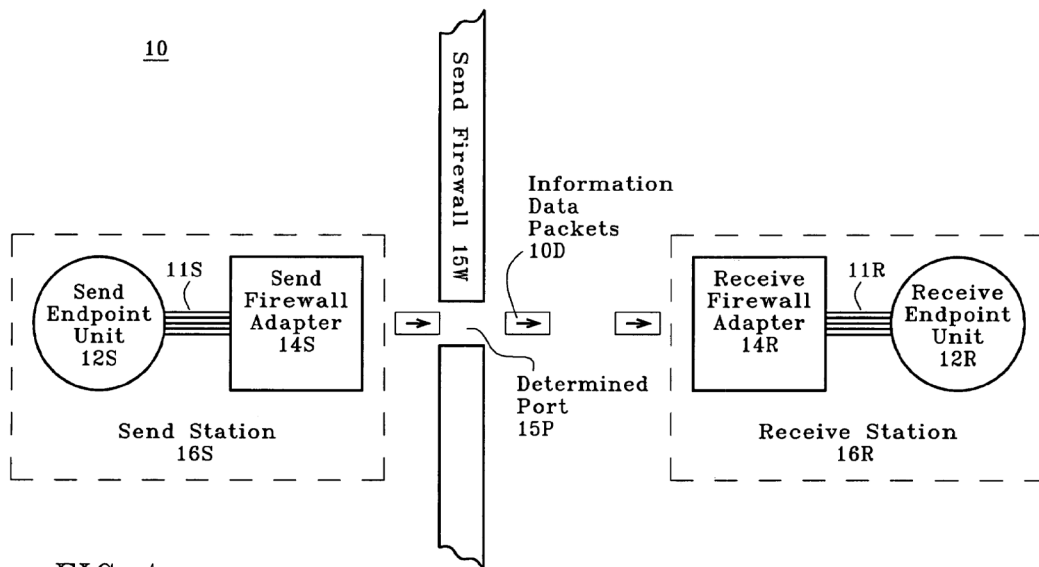 10
Send Firewall 15W
Information
Data
Packets
10D
11S
Send
Endpoint
Unit
12S
Send
Firewall
Adapter
14S
Send Station
16S
Determined
Port
15P
Receive
Firewall
Adapter
14R
11R
Receive
Endpoint
Unit
12R
Receive Station
16R